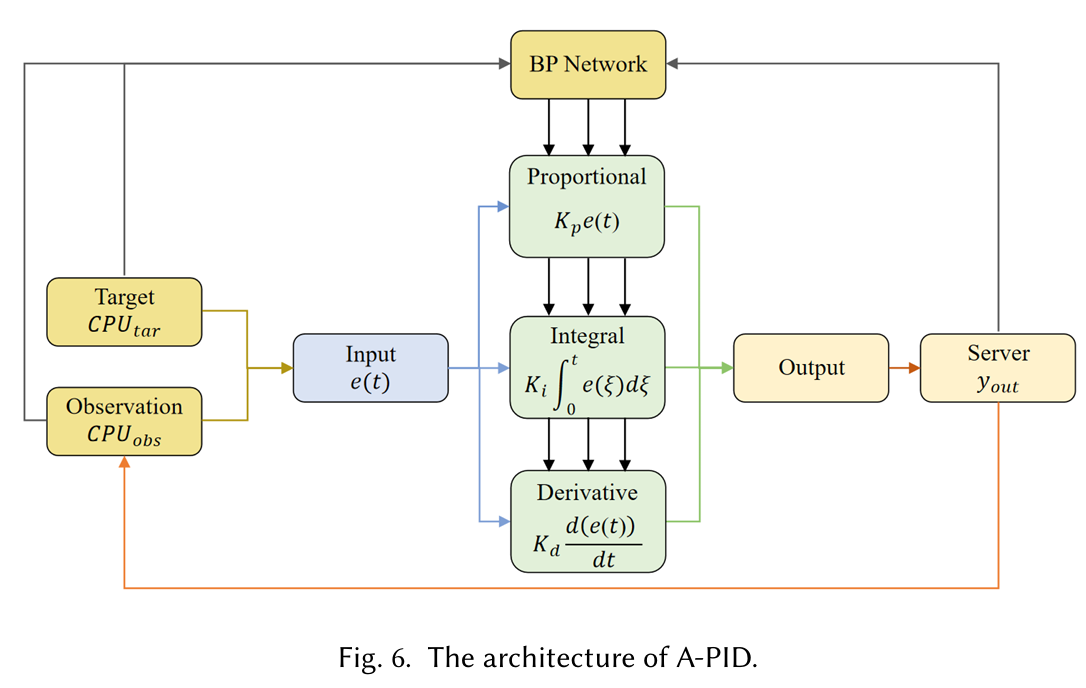 BP Network
Proportional
$K_p e(t)$
Target
$CPU_{tar}$
Integral
$K_i \int_0^t e(\xi)d\xi$
Input
$e(t)$
Output
Server
$y_{out}$
Observation
$CPU_{obs}$
Derivative
$K_d \frac{d(e(t))}{dt}$
Fig. 6. The architecture of A-PID.